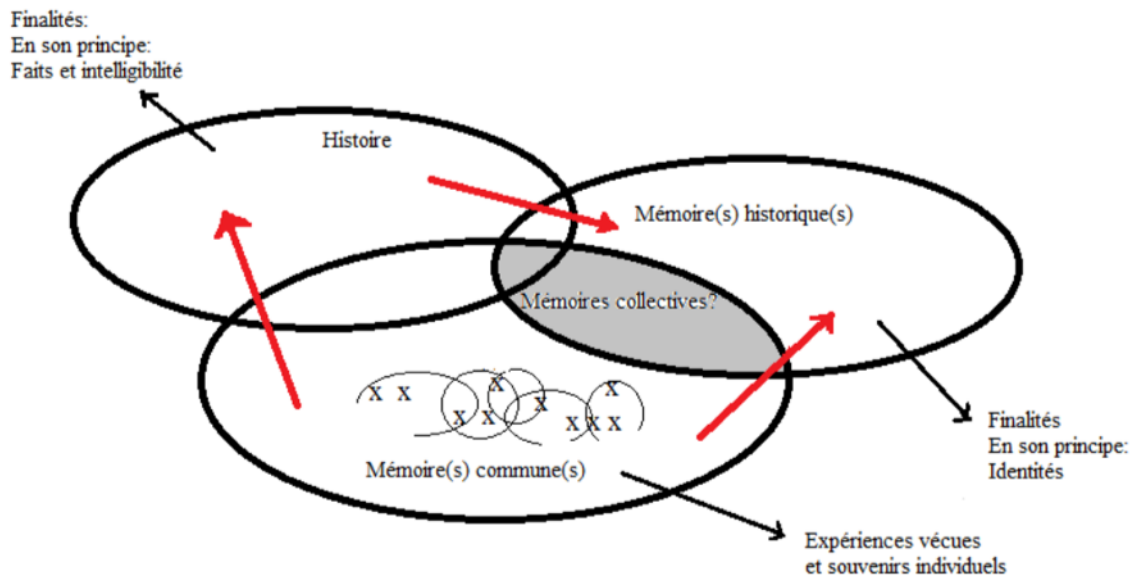 Finalités:
En son principe:
Faits et intelligibilité
Histoire
Mémoire(s) historique(s)
Mémoires collectives?
X X
X
X X
X
X
X X X
Mémoire(s) commune(s)
Finalités
En son principe:
Identités
Expériences vécues
et souvenirs individuels